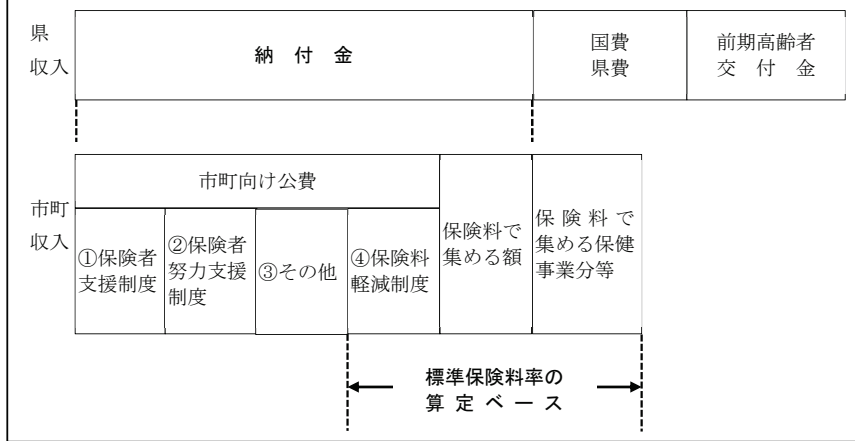 県
収入
納 付 金
国費
県費
前期高齢者
交 付 金
市町
収入
市町向け公費
①保険者
支援制度
②保険者
努力支援
制度
③その他
④保険料
軽減制度
保険料で
集める額
保 険 料 で
集める保健
事業分等
標準保険料率の
算 定 ベ ー ス